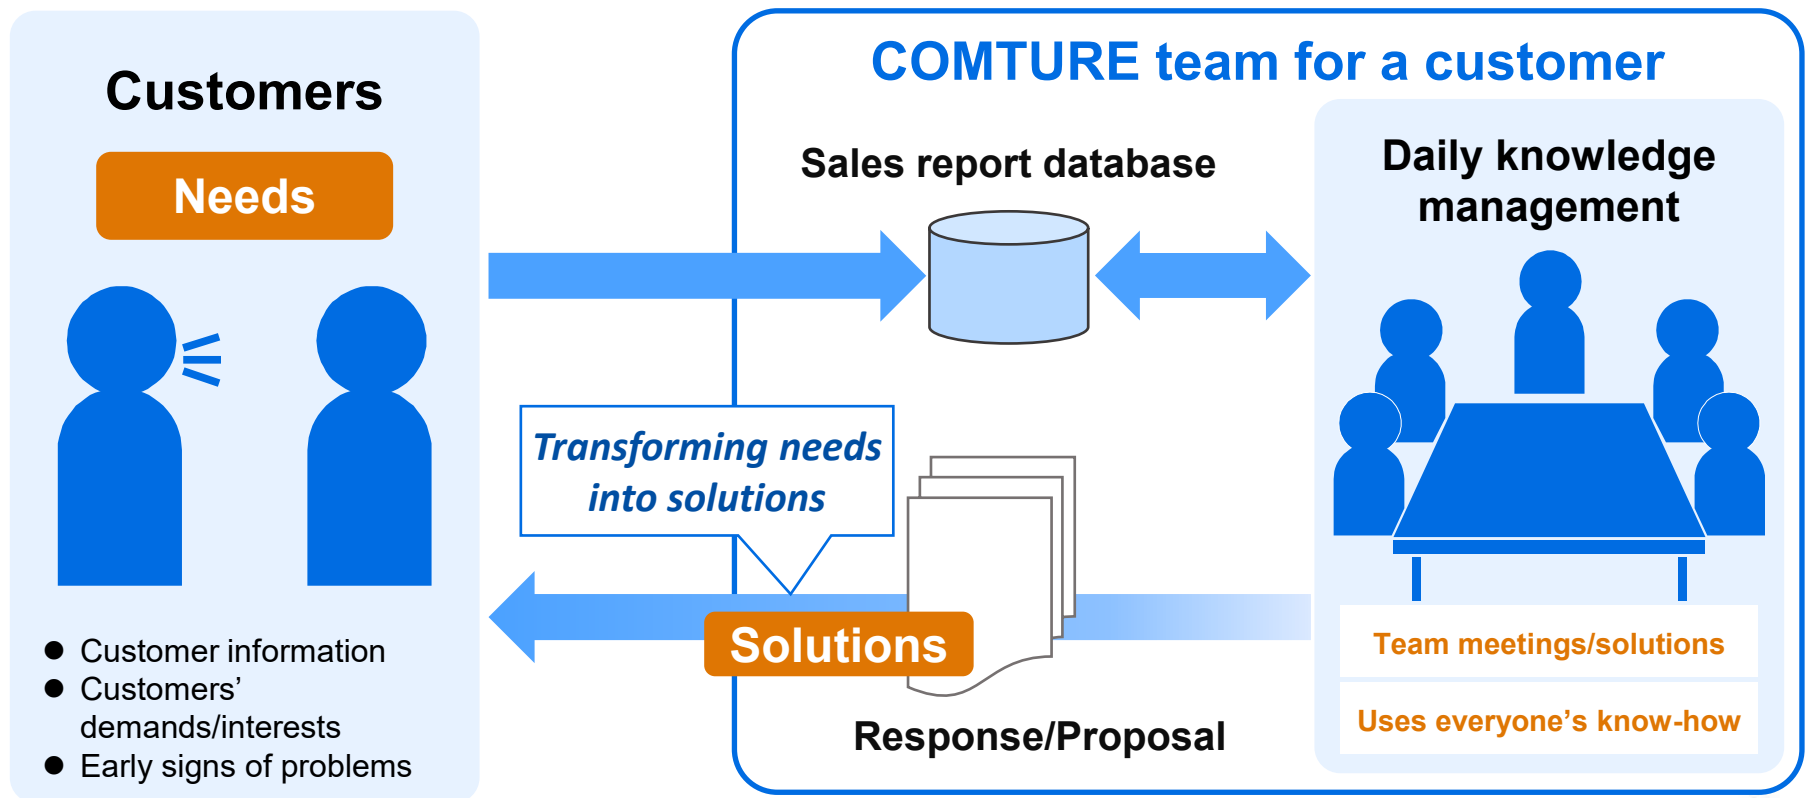 Customers
Needs
● Customer information
● Customers’
demands/interests
● Early signs of problems
COMTURE team for a customer
Sales report database
Transforming needs
into solutions
Solutions
Response/Proposal
Daily knowledge
management
Team meetings/solutions
Uses everyone’s know-how